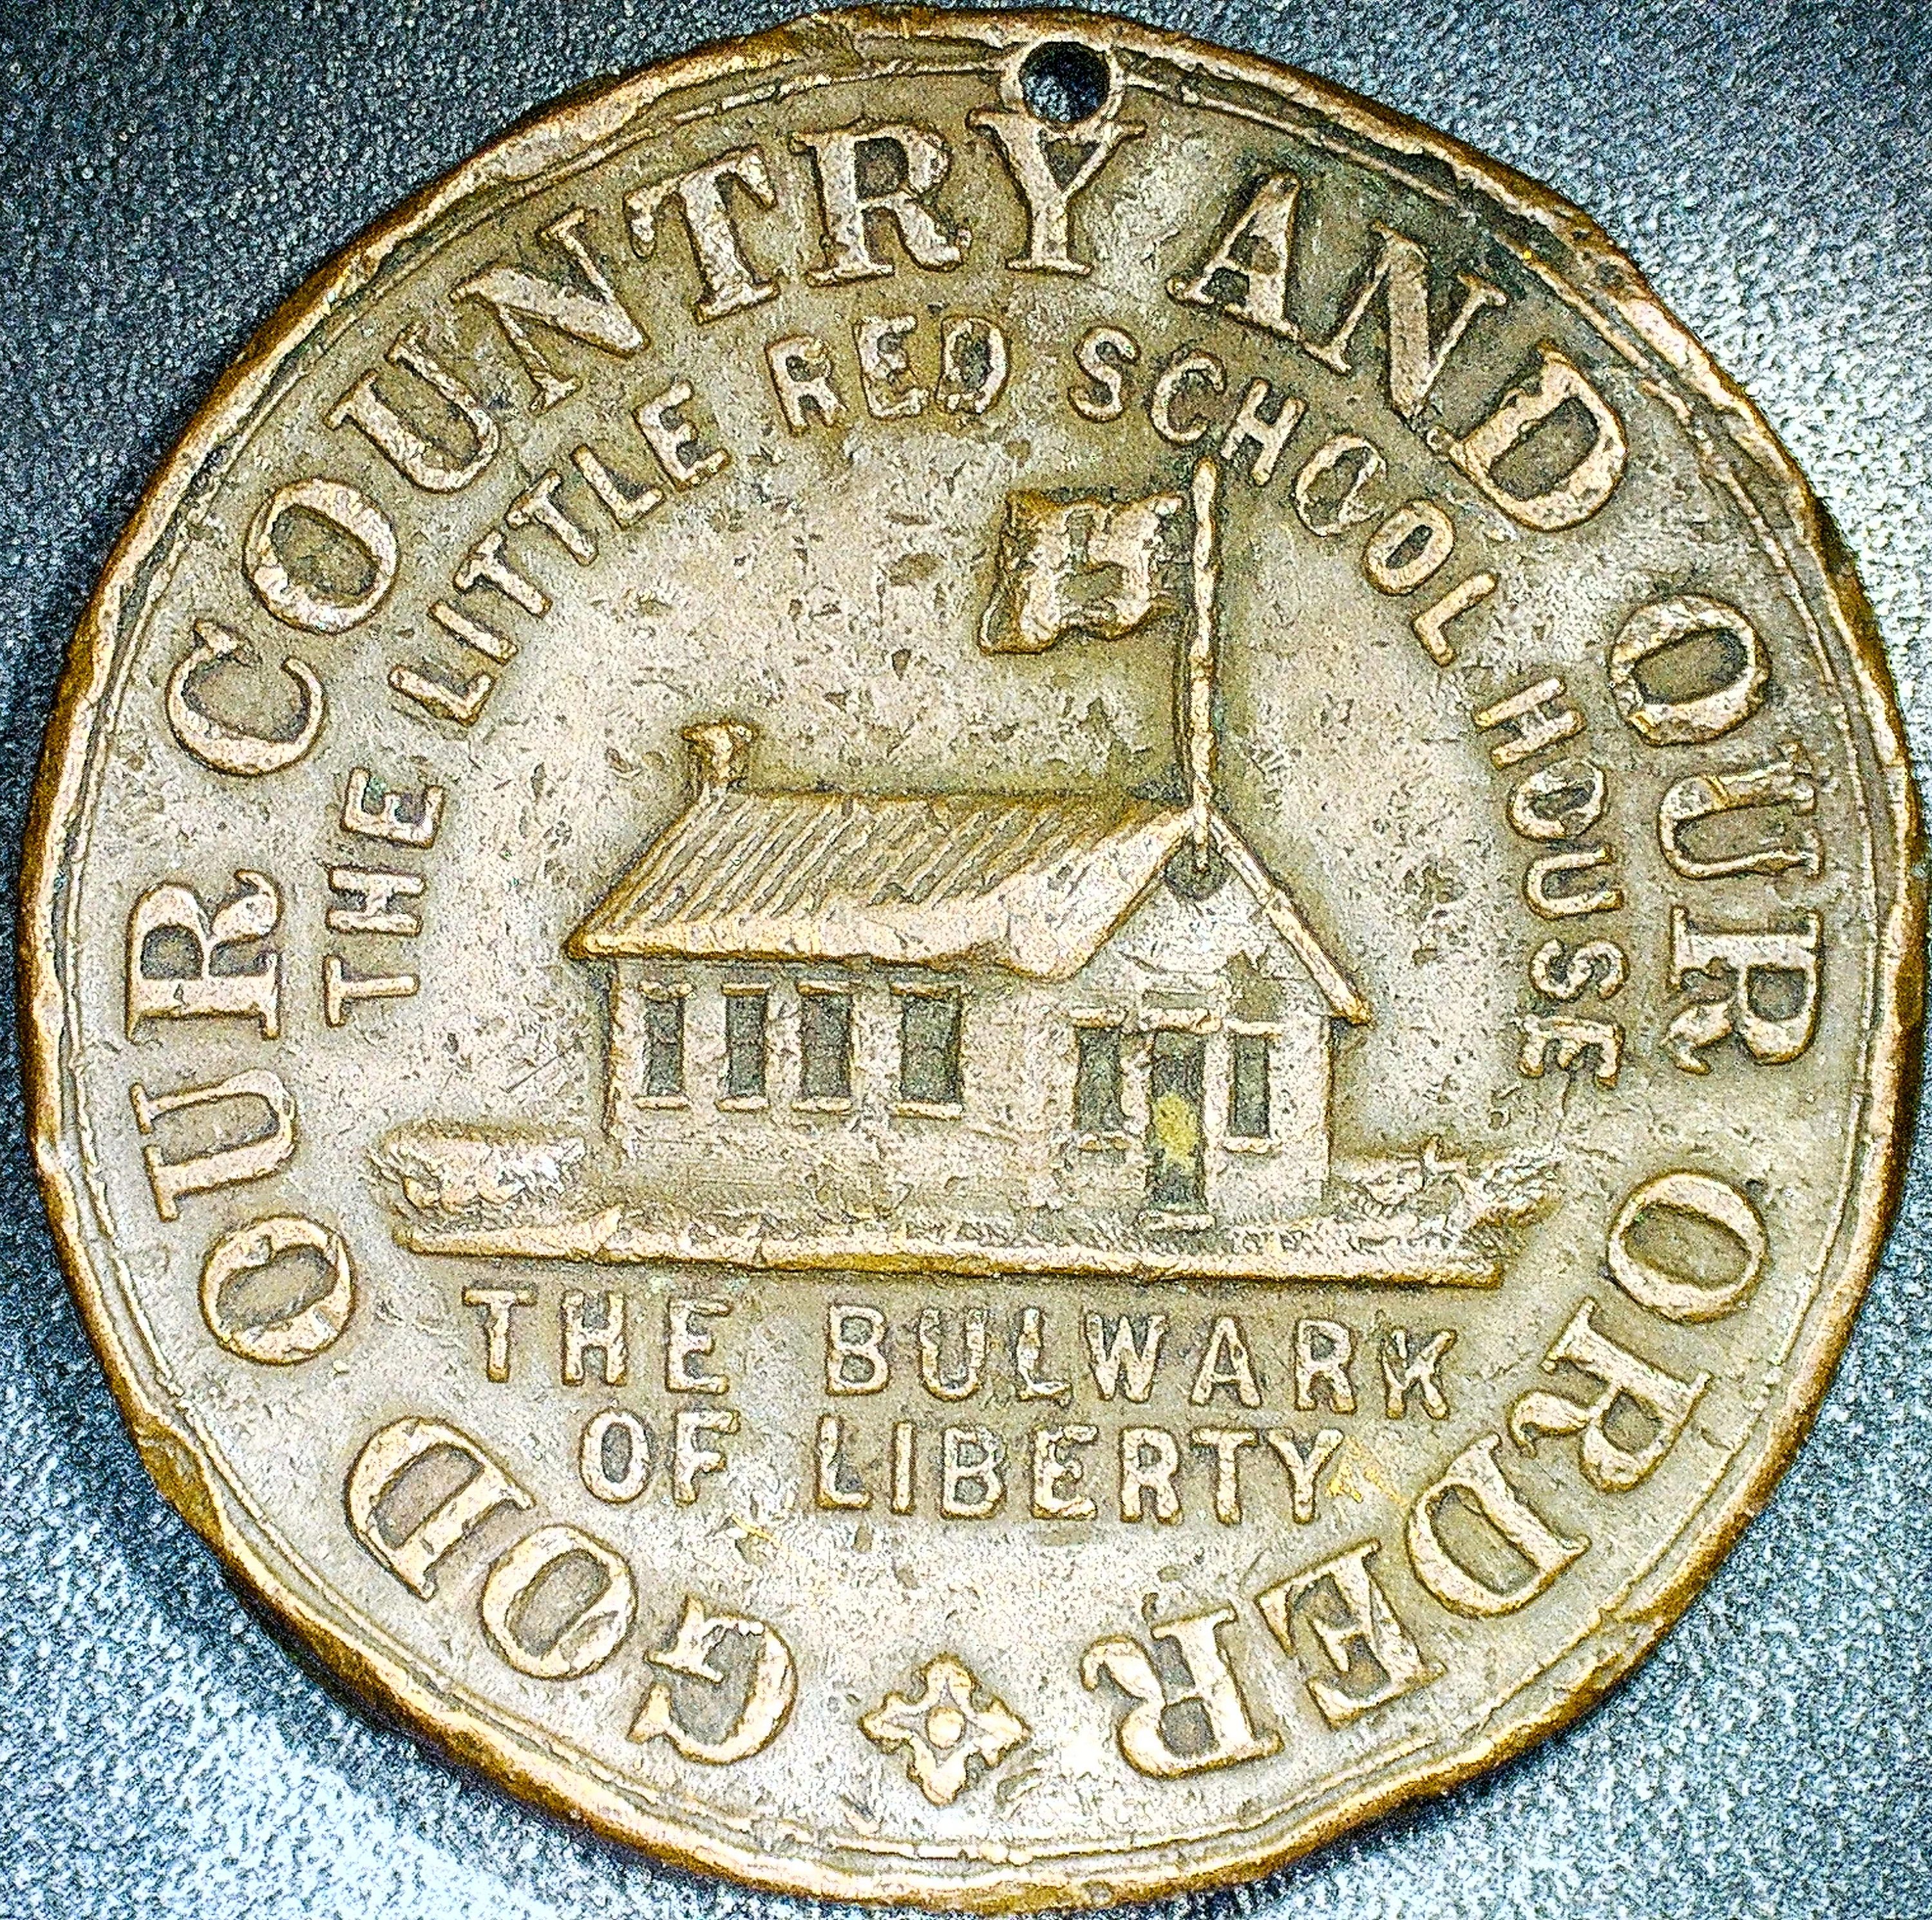 GOD OUR COUNTRY AND OUR ORDER
THE LITTLE RED SCHOOL HOUSE
THE BULWARK
OF LIBERTY